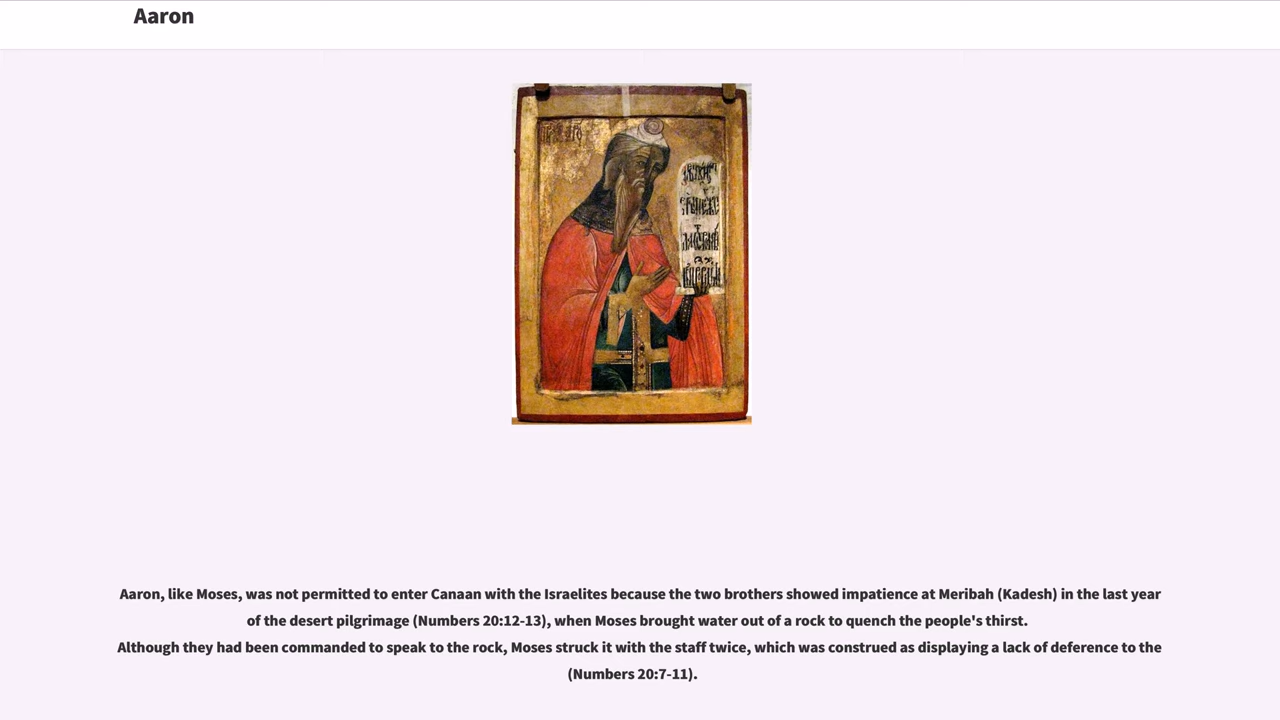 Aaron
Aaron, like Moses, was not permitted to enter Canaan with the Israelites because the two brothers showed impatience at Meribah (Kadesh) in the last year
of the desert pilgrimage (Numbers 20:12-13), when Moses brought water out of a rock to quench the people's thirst.
Although they had been commanded to speak to the rock, Moses struck it with the staff twice, which was construed as displaying a lack of deference to the
(Numbers 20:7-11).